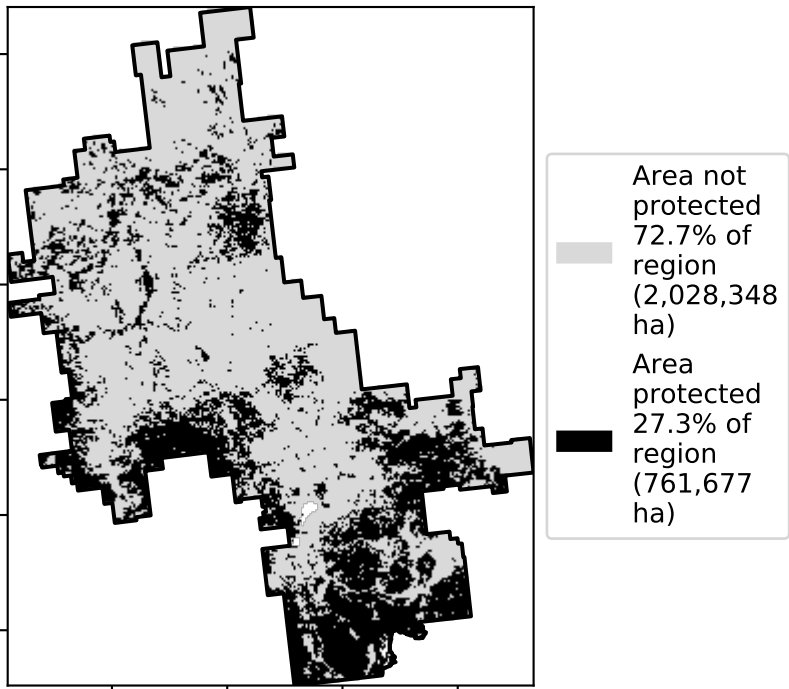 Area not
protected
72.7% of
region
(2,028,348
ha)
Area
protected
27.3% of
region
(761,677
ha)